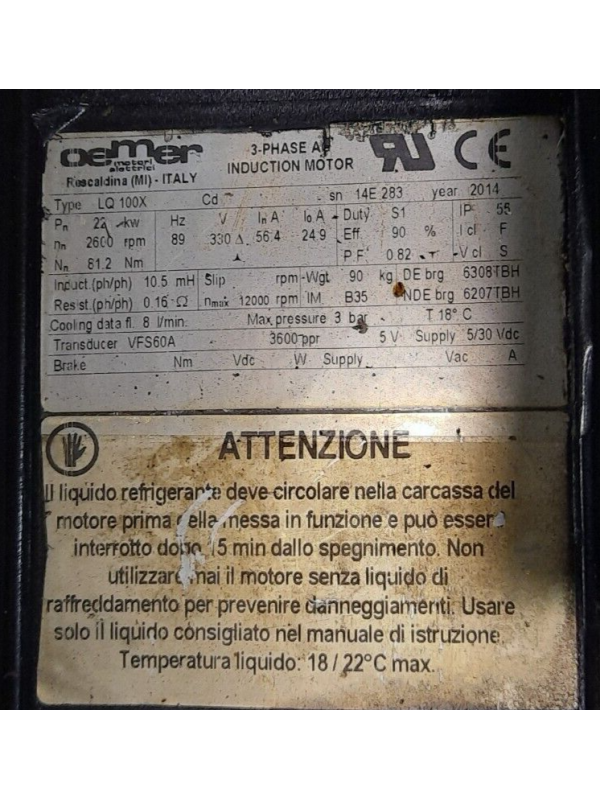 oemer 3-PHASE AC
motori elettrici INDUCTION MOTOR UR CE
Rescaldina (MI) - ITALY
Type LQ 100X Cd sn 14E 283 year 2014
Pn 22 kw Hz V In A Io A Duty S1 IP 55
nn 2600 rpm 89 330 Δ 56.4 24.9 Eff. 90 % I cl F
Nn 81.2 Nm P.F. 0.82 V cl S
Induct.(ph/ph) 10.5 mH Slip rpm Wgt 90 kg DE brg 6308TBH
Resist.(ph/ph) 0.16 Ω nmax 12000 rpm IM B35 NDE brg 6207TBH
Cooling data fl. 8 l/min. Max pressure 3 bar T 18° C
Transducer VFS60A 3600 ppr 5 V Supply 5/30 Vdc
Brake Nm Vdc W Supply Vac A
ATTENZIONE
Il liquido refrigerante deve circolare nella carcassa del
motore prima della messa in funzione e può essere
interrotto dopo 15 min dallo spegnimento. Non
utilizzare mai il motore senza liquido di
raffreddamento per prevenire danneggiamenti. Usare
solo il liquido consigliato nel manuale di istruzione.
Temperatura liquido: 18 / 22°C max.